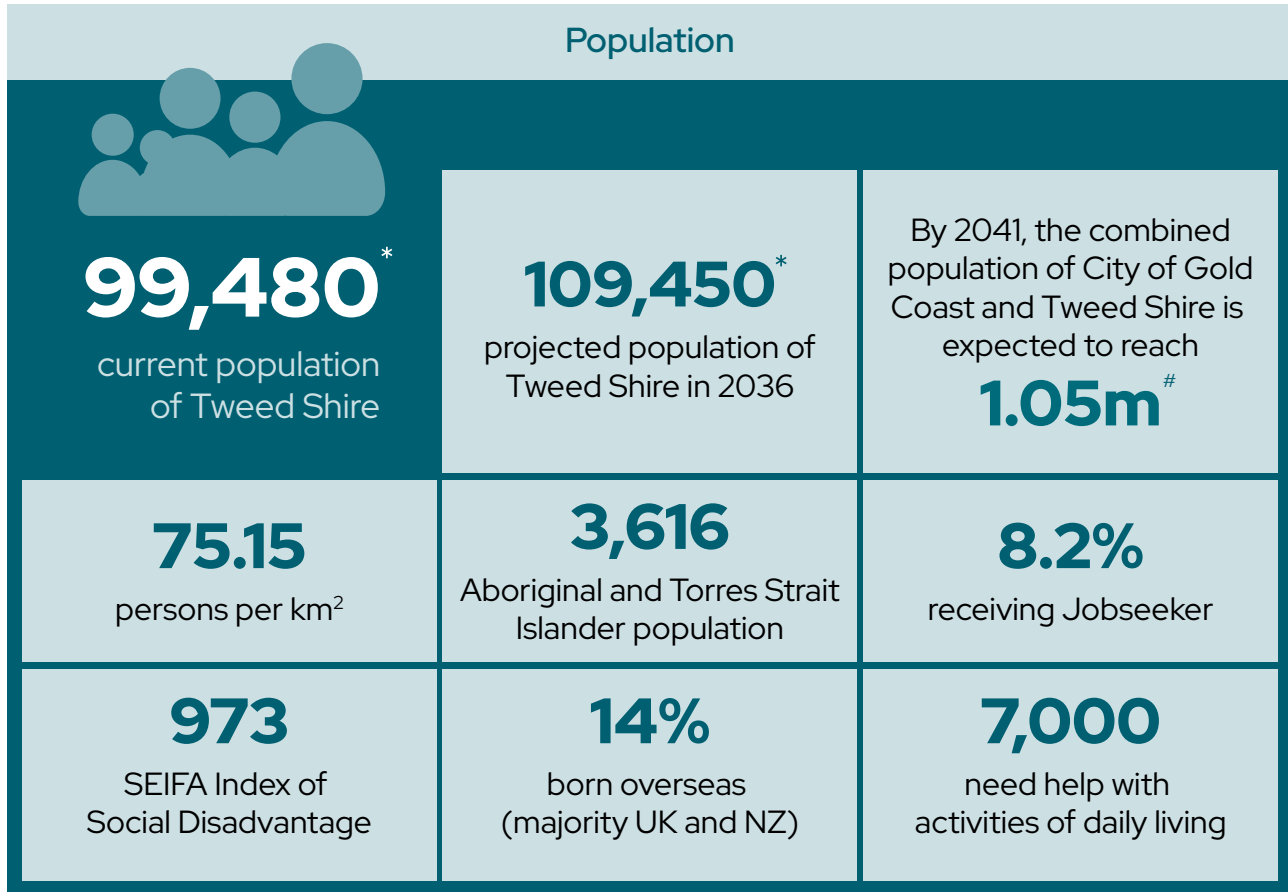 Population
99,480*
current population
of Tweed Shire
109,450*
projected population of
Tweed Shire in 2036
By 2041, the combined
population of City of Gold
Coast and Tweed Shire is
expected to reach
1.05m#
75.15
persons per km²
3,616
Aboriginal and Torres Strait
Islander population
8.2%
receiving Jobseeker
973
SEIFA Index of
Social Disadvantage
14%
born overseas
(majority UK and NZ)
7,000
need help with
activities of daily living